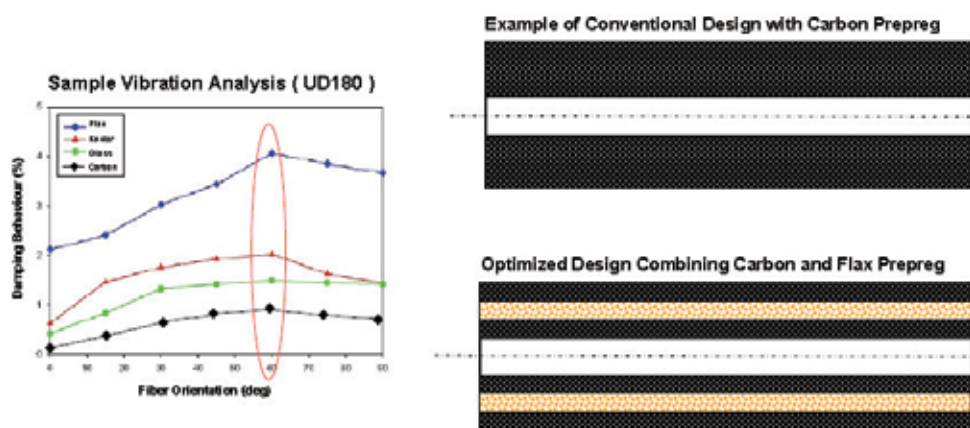 Example of Conventional Design with Carbon Prepreg
Sample Vibration Analysis ( UD180 )
Flax
Kevlar
Glass
Carbon
Damping Behaviour (%)
5
4
3
2
1
0
0 10 20 30 40 50 60 70 80 90
Fiber Orientation (deg)
Optimized Design Combining Carbon and Flax Prepreg